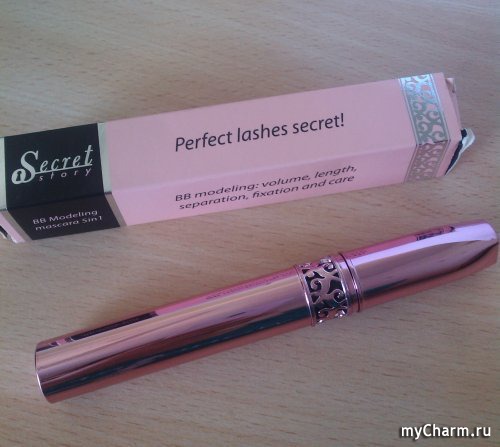 Secret
story
BB Modeling
mascara 5in1
Perfect lashes secret!
BB modeling: volume, length,
separation, fixation and care
myCharm.ru